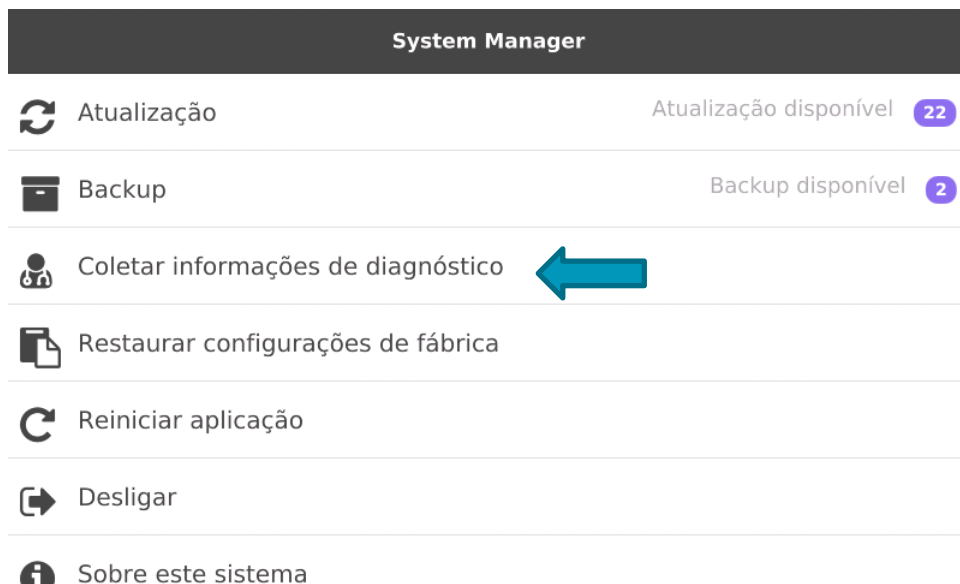 System Manager
Atualização
Atualização disponível 22
Backup
Backup disponível 2
Coletar informações de diagnóstico
Restaurar configurações de fábrica
Reiniciar aplicação
Desligar
Sobre este sistema